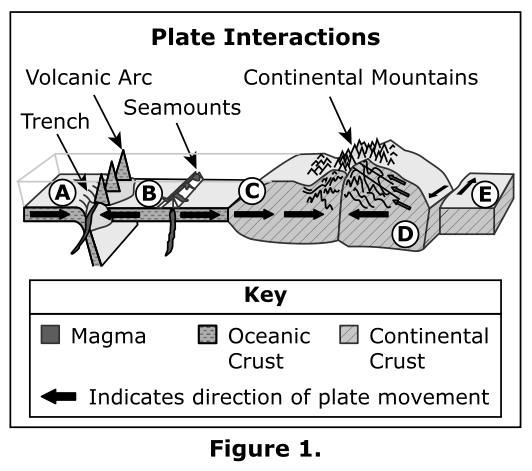 Plate Interactions
Volcanic Arc
Continental Mountains
Seamounts
Trench
A
B
C
D
E
Key
Magma
Oceanic
Crust
Continental
Crust
Indicates direction of plate movement
Figure 1.